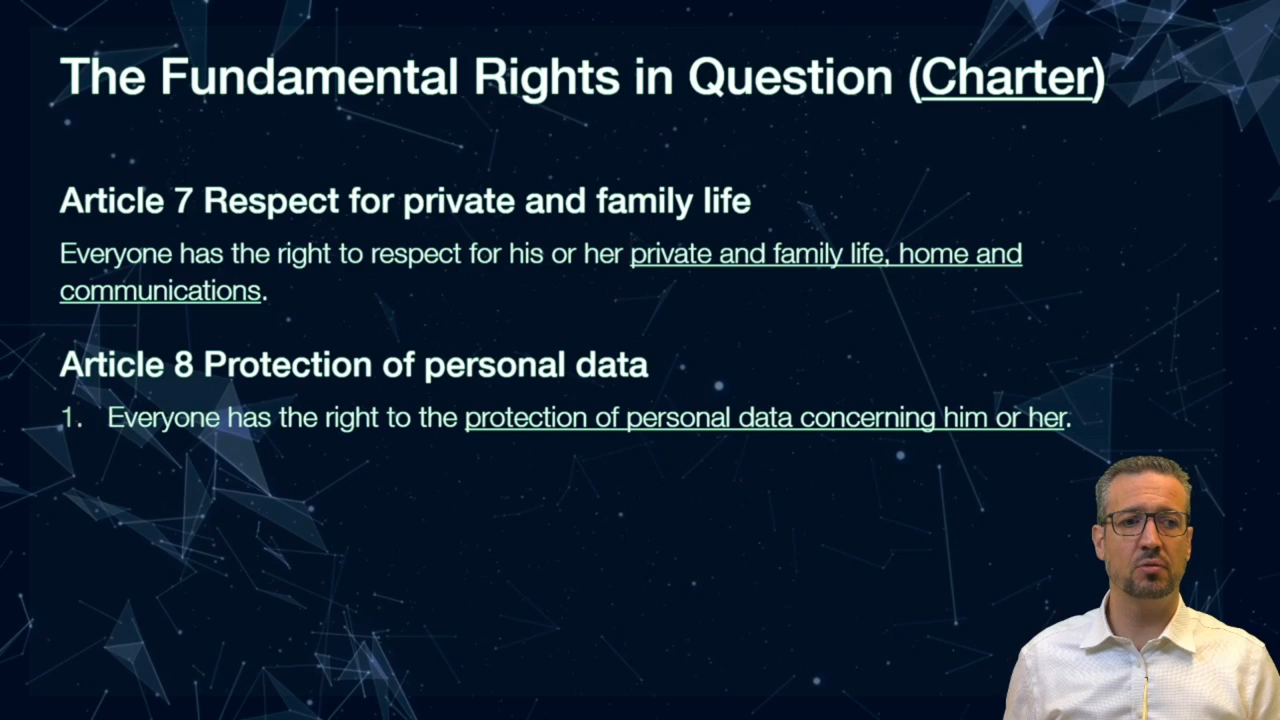 The Fundamental Rights in Question (Charter)
Article 7 Respect for private and family life
Everyone has the right to respect for his or her private and family life, home and
communications.
Article 8 Protection of personal data
1. Everyone has the right to the protection of personal data concerning him or her.